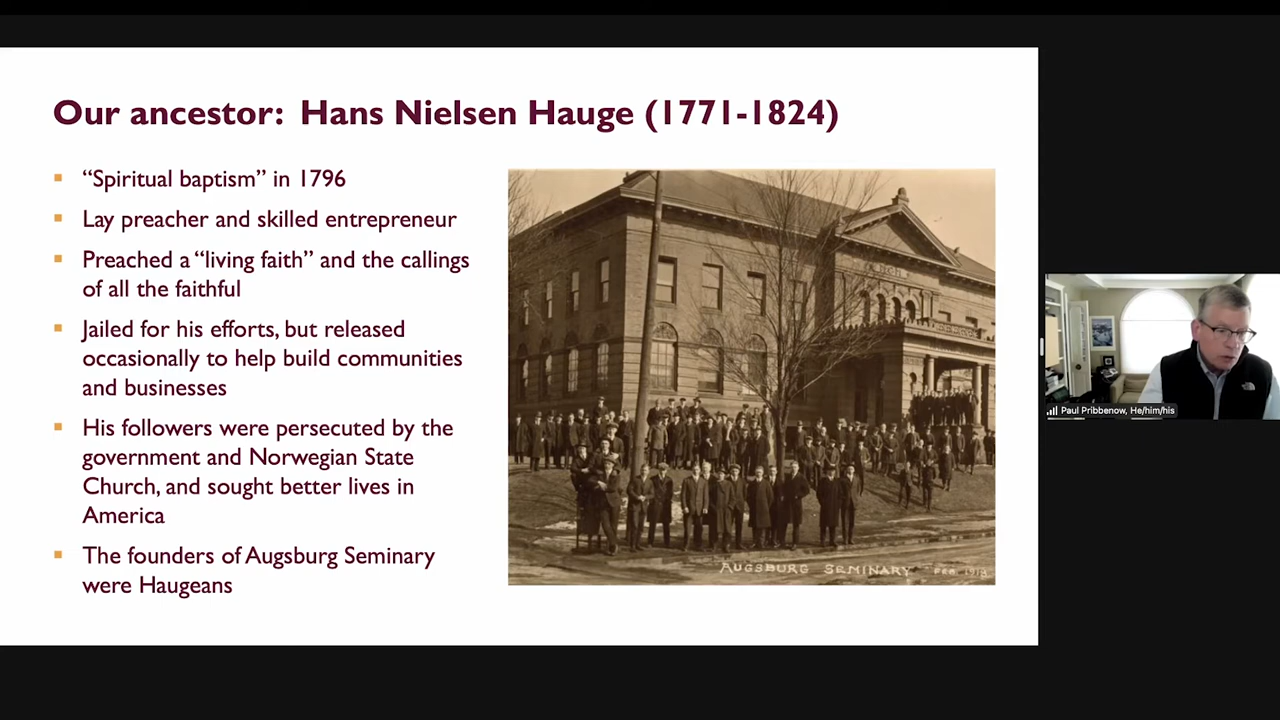 Our ancestor: Hans Nielsen Hauge (1771-1824)
“Spiritual baptism” in 1796
Lay preacher and skilled entrepreneur
Preached a “living faith” and the callings
of all the faithful
Jailed for his efforts, but released
occasionally to help build communities
and businesses
His followers were persecuted by the
government and Norwegian State
Church, and sought better lives in
America
The founders of Augsburg Seminary
were Haugeans
AUGSBURG SEMINARY FEB
Paul Pribbenow, He/him/his